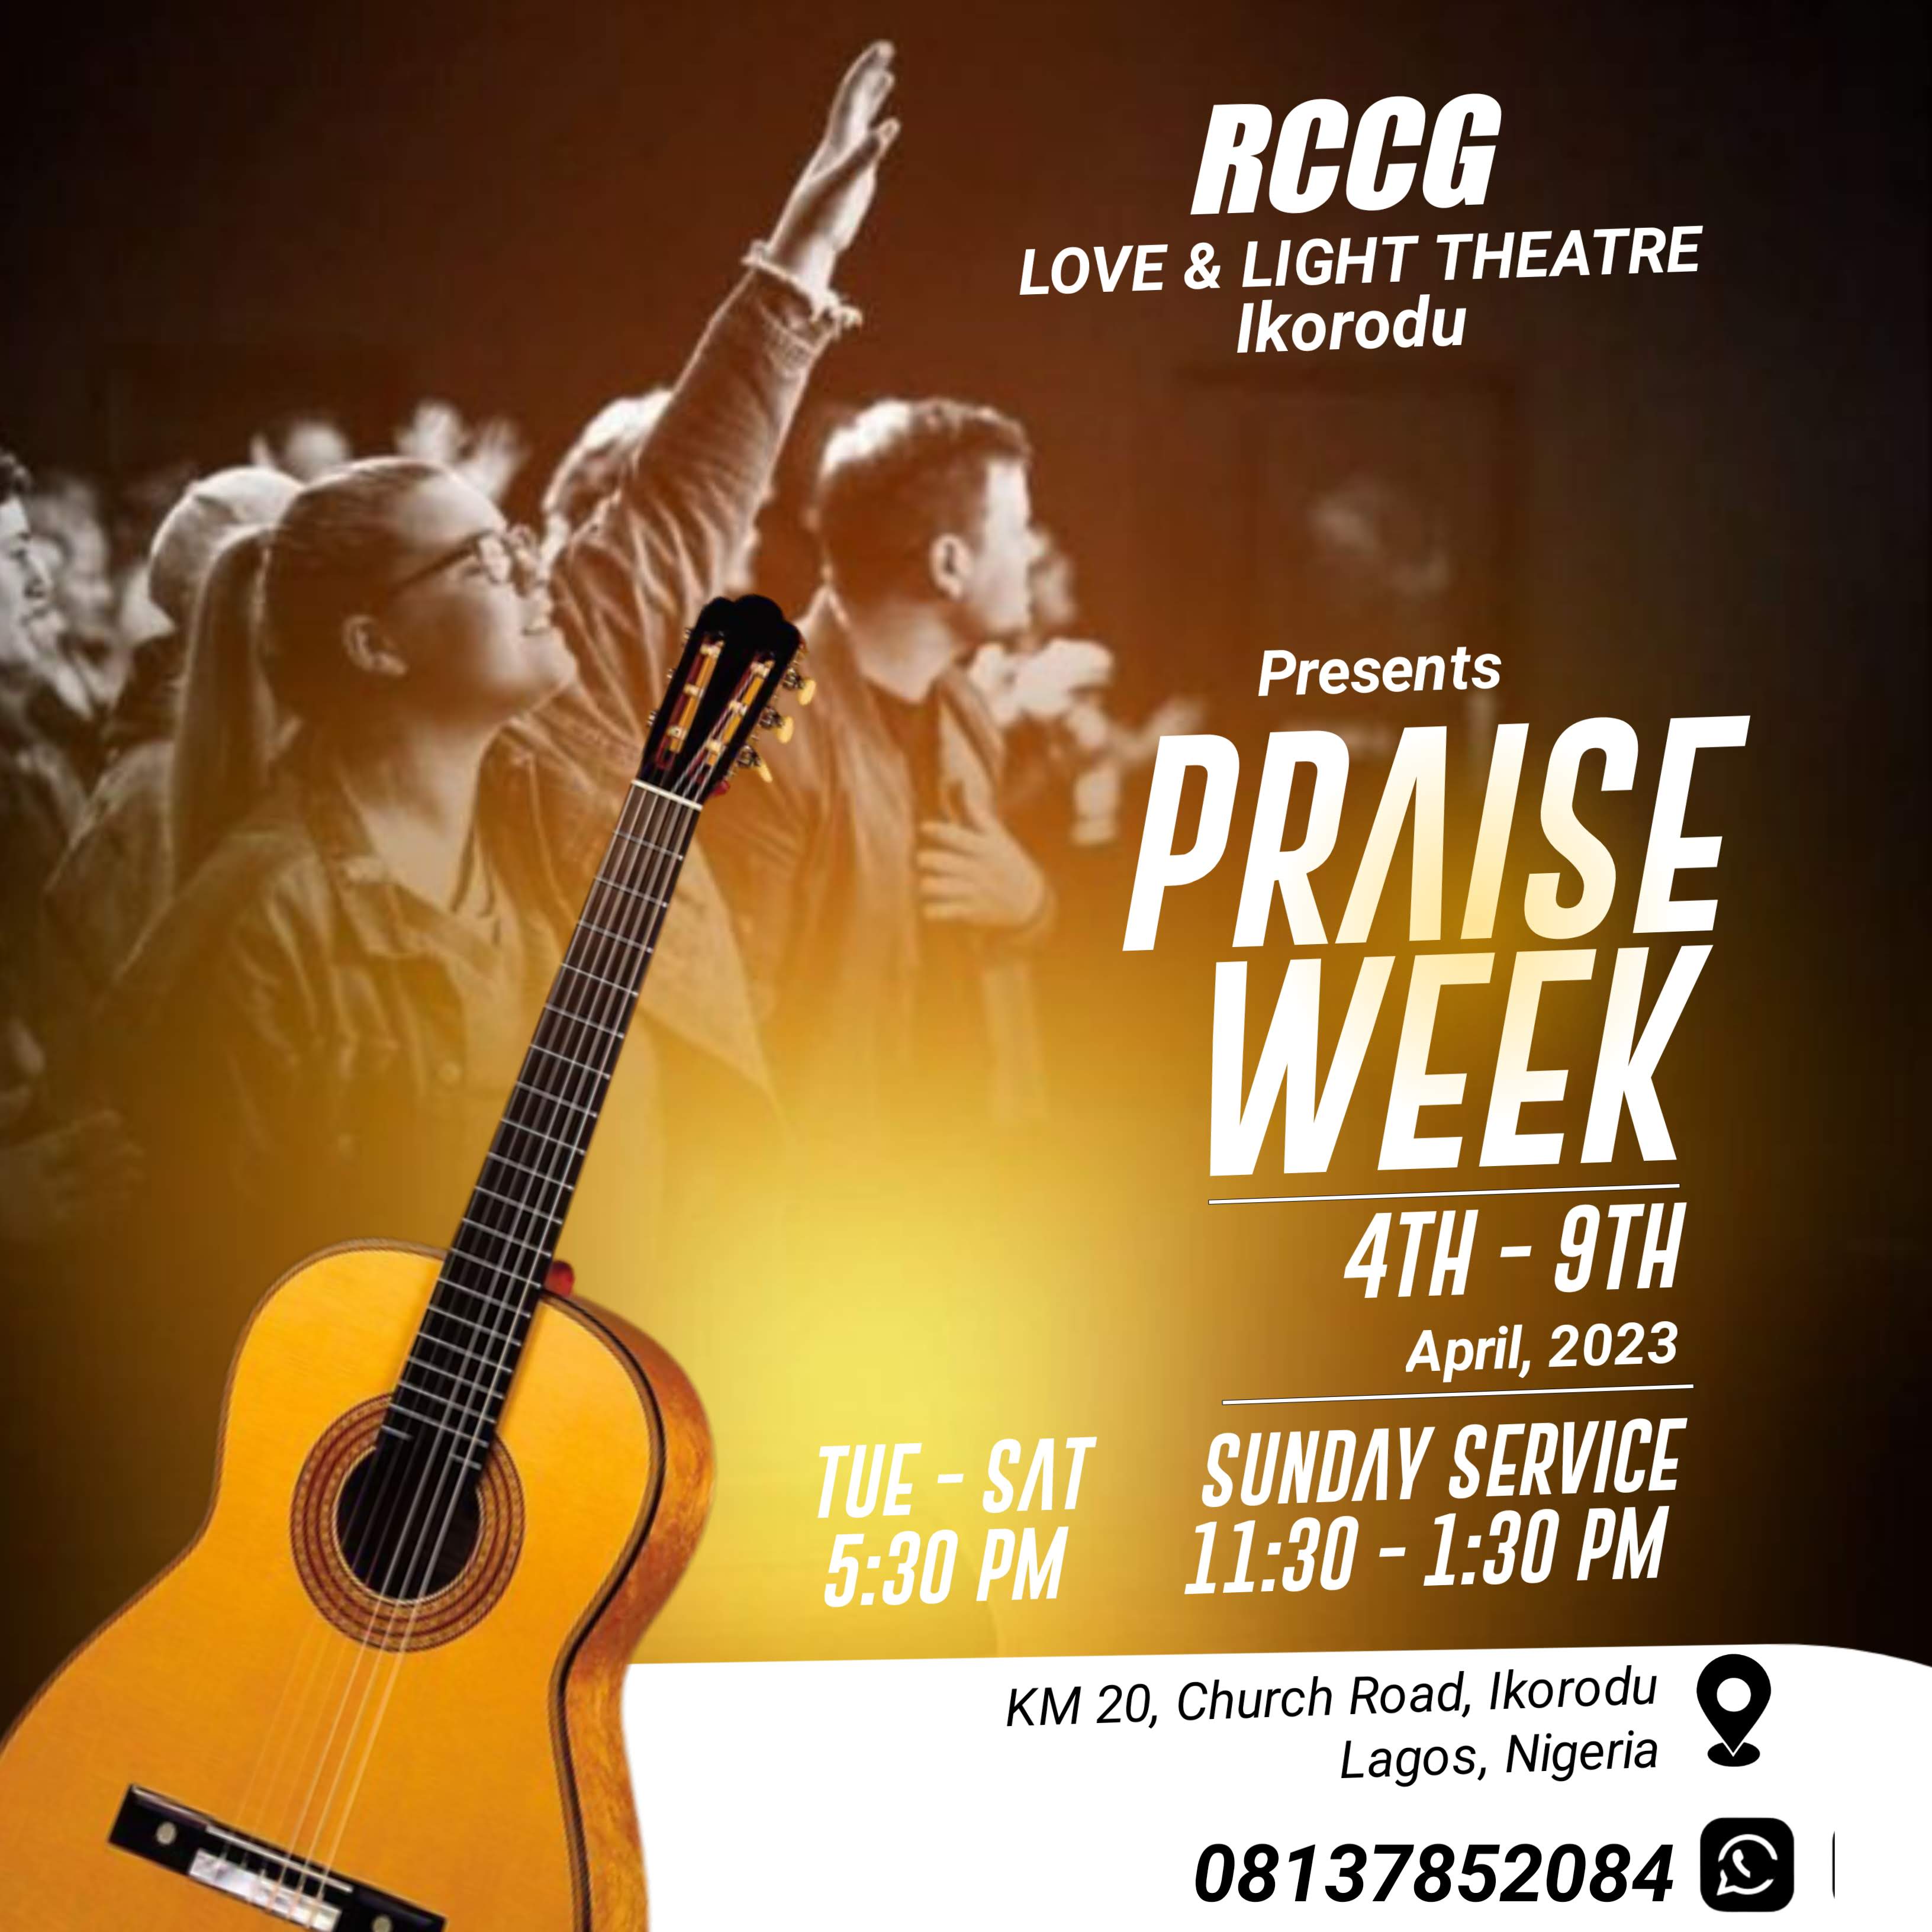 RCCG
LOVE & LIGHT THEATRE
Ikorodu
Presents
PRAISE
WEEK
4TH - 9TH
April, 2023
TUE - SAT
5:30 PM
SUNDAY SERVICE
11:30 - 1:30 PM
KM 20, Church Road, Ikorodu
Lagos, Nigeria
08137852084